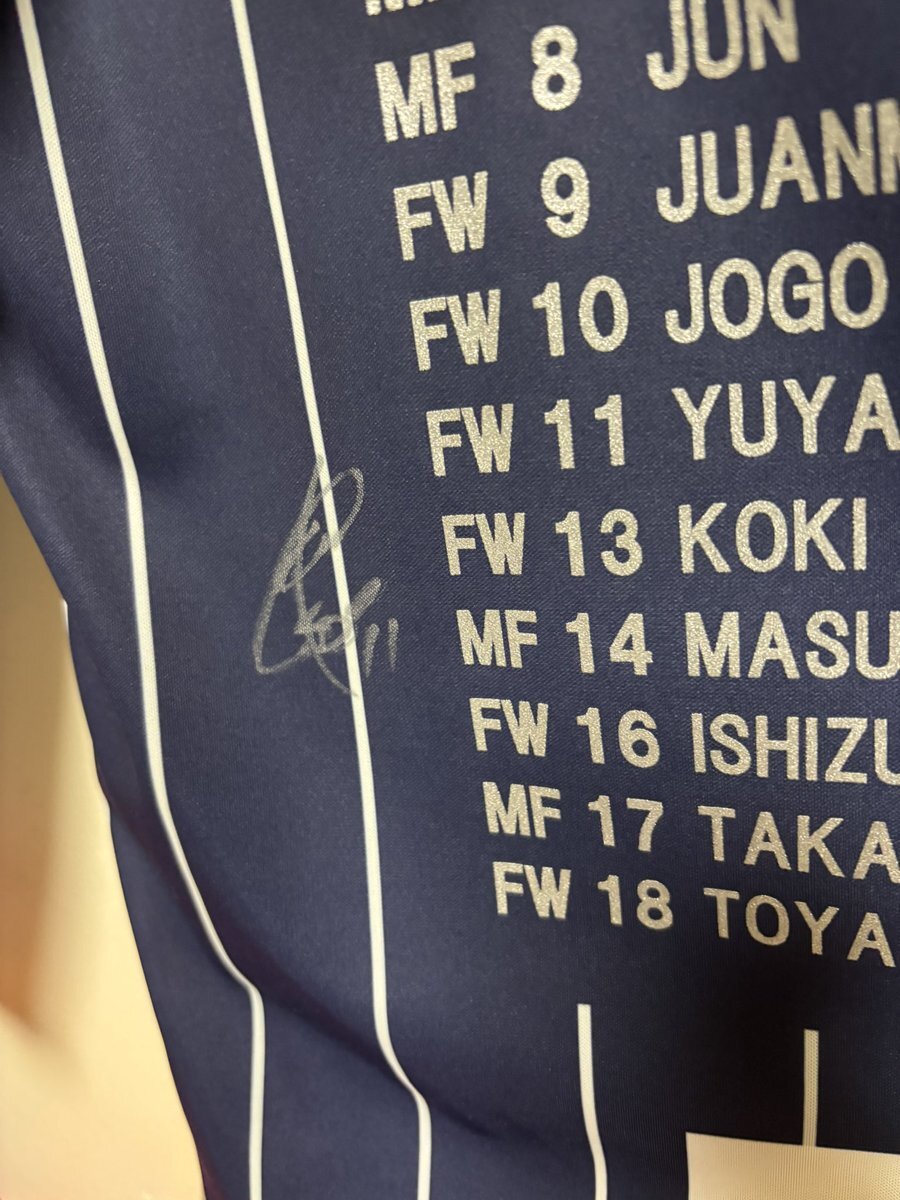 MF 8 JUN
FW 9 JUANM
FW 10 JOGO
FW 11 YUYA
FW 13 KOKI
MF 14 MASU
FW 16 ISHIZU
MF 17 TAKA
FW 18 TOYA
11